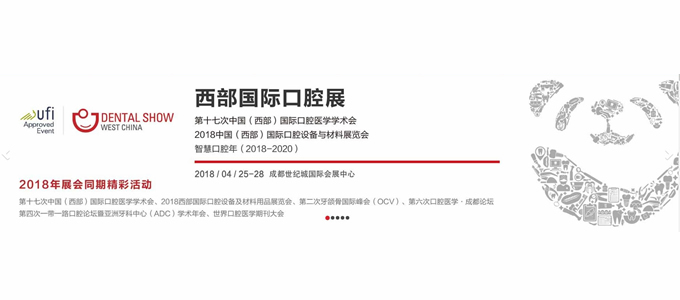 ufi
Approved
Event
DENTAL SHOW
WEST CHINA
西部国际口腔展
第十七次中国（西部）国际口腔医学学术会
2018中国（西部）国际口腔设备与材料展览会
智慧口腔年（2018-2020）
2018 / 04 / 25-28 成都世纪城国际会展中心
2018年展会同期精彩活动
第十七次中国（西部）国际口腔医学学术会、2018西部国际口腔设备及材料用品展览会、第二次牙颌骨国际峰会（OCV）、第六次口腔医学·成都论坛
第四次一带一路口腔论坛暨亚洲牙科中心（ADC）学术年会、世界口腔医学期刊大会